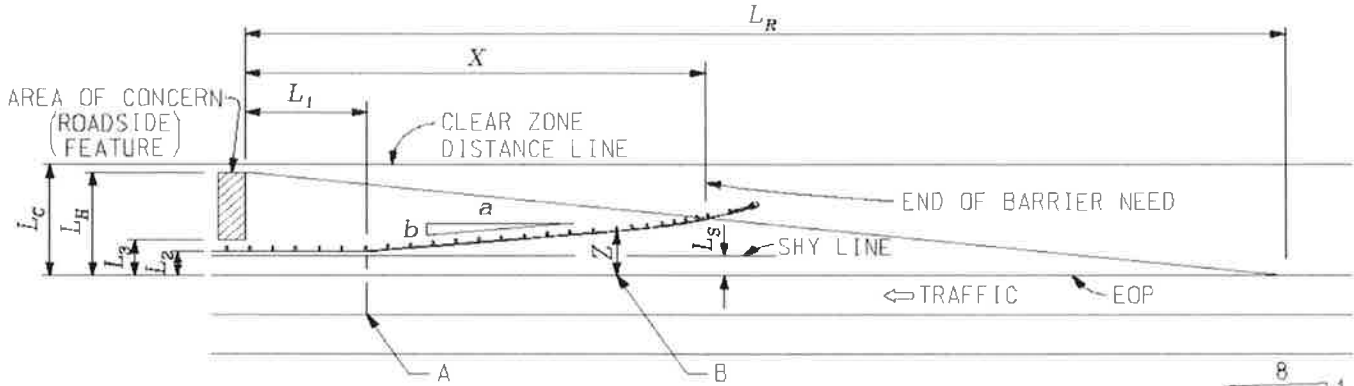 L_R
X
AREA OF CONCERN
(ROADSIDE
FEATURE)
L_1
CLEAR ZONE
DISTANCE LINE
END OF BARRIER NEED
a
b
L_C
L_H
L_3
L_2
Z
L_S
SHY LINE
TRAFFIC
EOP
A
B
8